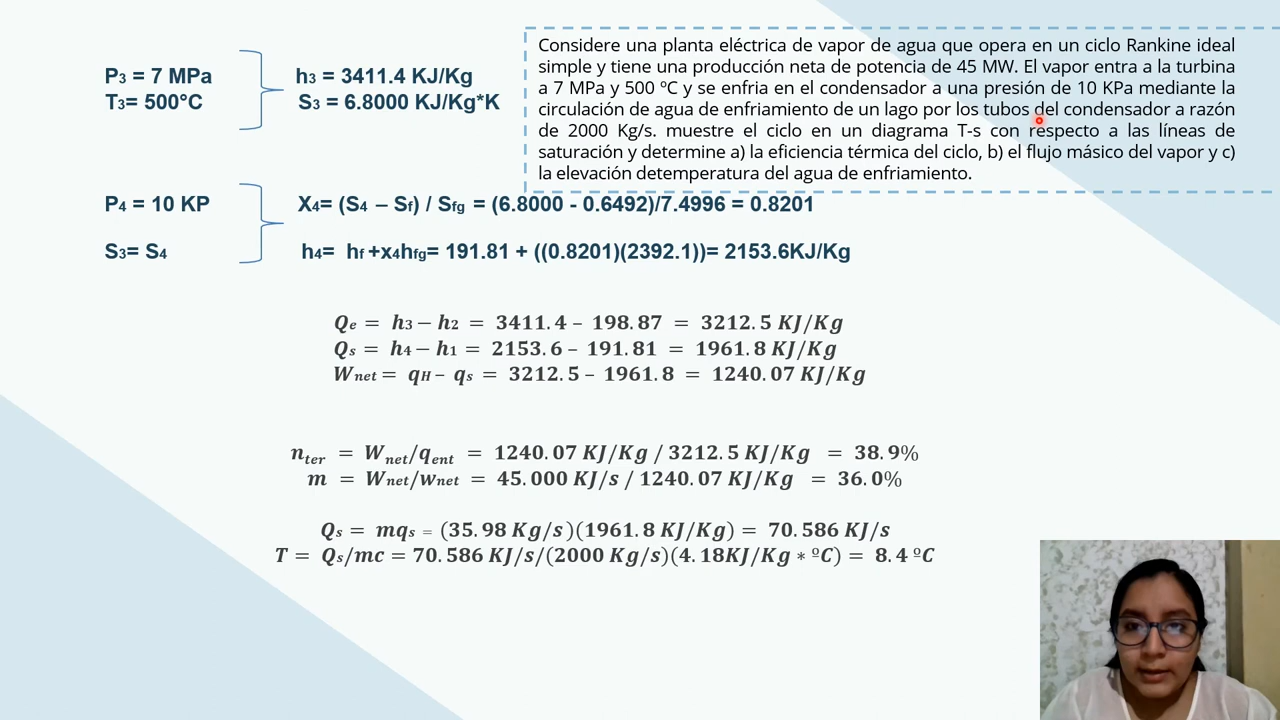 Considere una planta eléctrica de vapor de agua que opera en un ciclo Rankine ideal
simple y tiene una producción neta de potencia de 45 MW. El vapor entra a la turbina
a 7 MPa y 500 ºC y se enfria en el condensador a una presión de 10 KPa mediante la
circulación de agua de enfriamiento de un lago por los tubos del condensador a razón
de 2000 Kg/s. muestre el ciclo en un diagrama T-s con respecto a las líneas de
saturación y determine a) la eficiencia térmica del ciclo, b) el flujo másico del vapor y c)
la elevación detemperatura del agua de enfriamiento.
P3 = 7 MPa
T3= 500°C
h3 = 3411.4 KJ/Kg
S3 = 6.8000 KJ/Kg*K
P4 = 10 KP
S3= S4
X4= (S4 – Sf) / Sfg = (6.8000 - 0.6492)/7.4996 = 0.8201
h4= hf +x4hfg= 191.81 + ((0.8201)(2392.1))= 2153.6KJ/Kg
Qe = h3 – h2 = 3411.4 – 198.87 = 3212.5 KJ/Kg
Qs = h4 – h1 = 2153.6 – 191.81 = 1961.8 KJ/Kg
Wnet = qH – qs = 3212.5 – 1961.8 = 1240.07 KJ/Kg
nter = Wnet/qent = 1240.07 KJ/Kg / 3212.5 KJ/Kg = 38.9%
m = Wnet/wnet = 45.000 KJ/s / 1240.07 KJ/Kg = 36.0%
Qs = mqs = (35.98 Kg/s)(1961.8 KJ/Kg) = 70.586 KJ/s
T = Qs/mc = 70.586 KJ/s/(2000 Kg/s)(4.18KJ/Kg * ºC) = 8.4 ºC